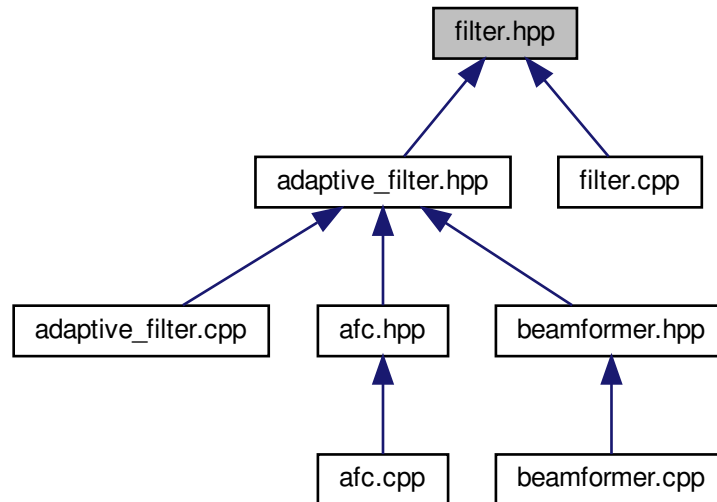 filter.hpp
adaptive_filter.hpp
filter.cpp
adaptive_filter.cpp
afc.hpp
beamformer.hpp
afc.cpp
beamformer.cpp